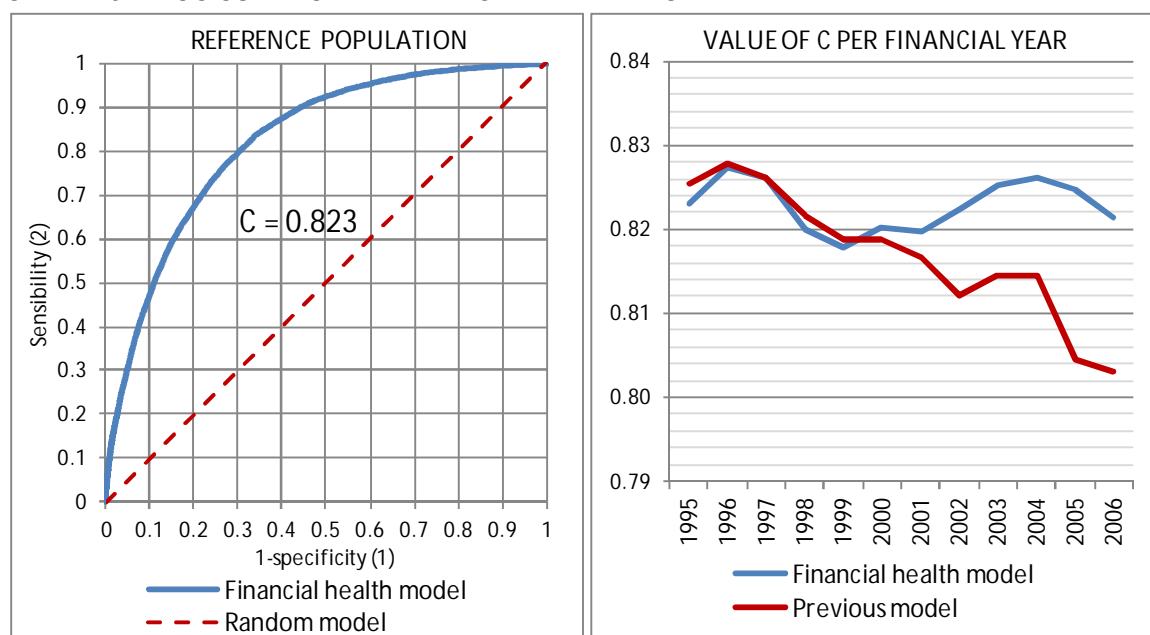 REFERENCE POPULATION
1
0.9
0.8
0.7
0.6
0.5
0.4
0.3
0.2
0.1
0
Sensibility (2)
C = 0.823
0 0.1 0.2 0.3 0.4 0.5 0.6 0.7 0.8 0.9 1
1-specificity (1)
Financial health model
Random model
VALUE OF C PER FINANCIAL YEAR
0.84
0.83
0.82
0.81
0.80
0.79
1995 1996 1997 1998 1999 2000 2001 2002 2003 2004 2005 2006
Financial health model
Previous model